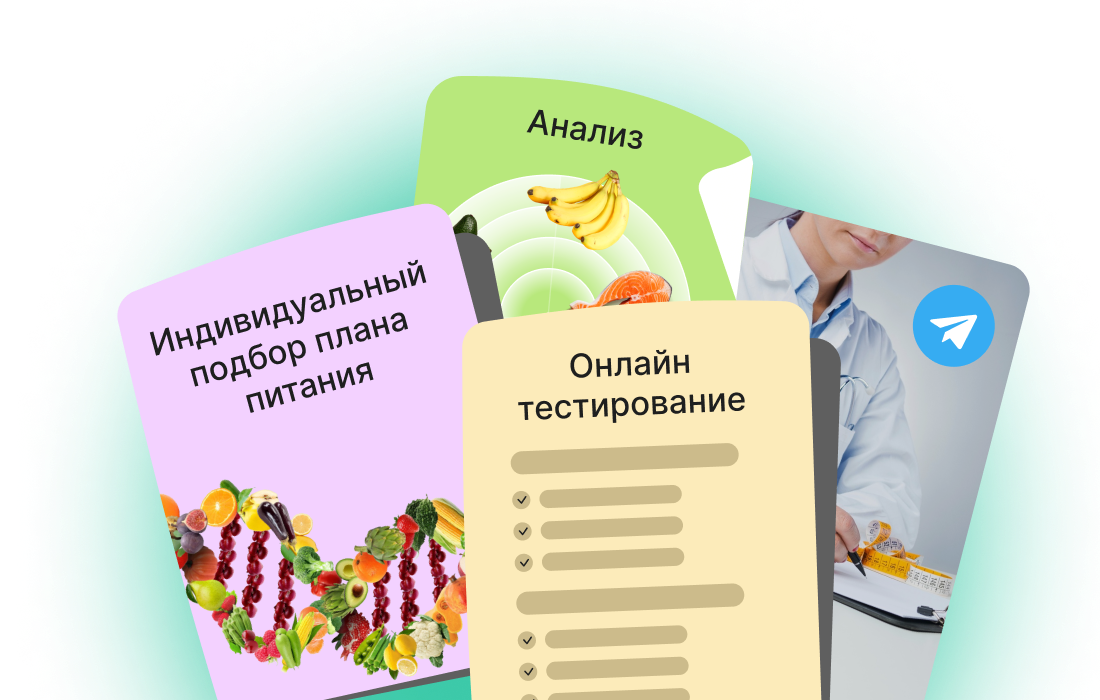 Анализ
Индивидуальный
подбор плана
питания
Онлайн
тестирование